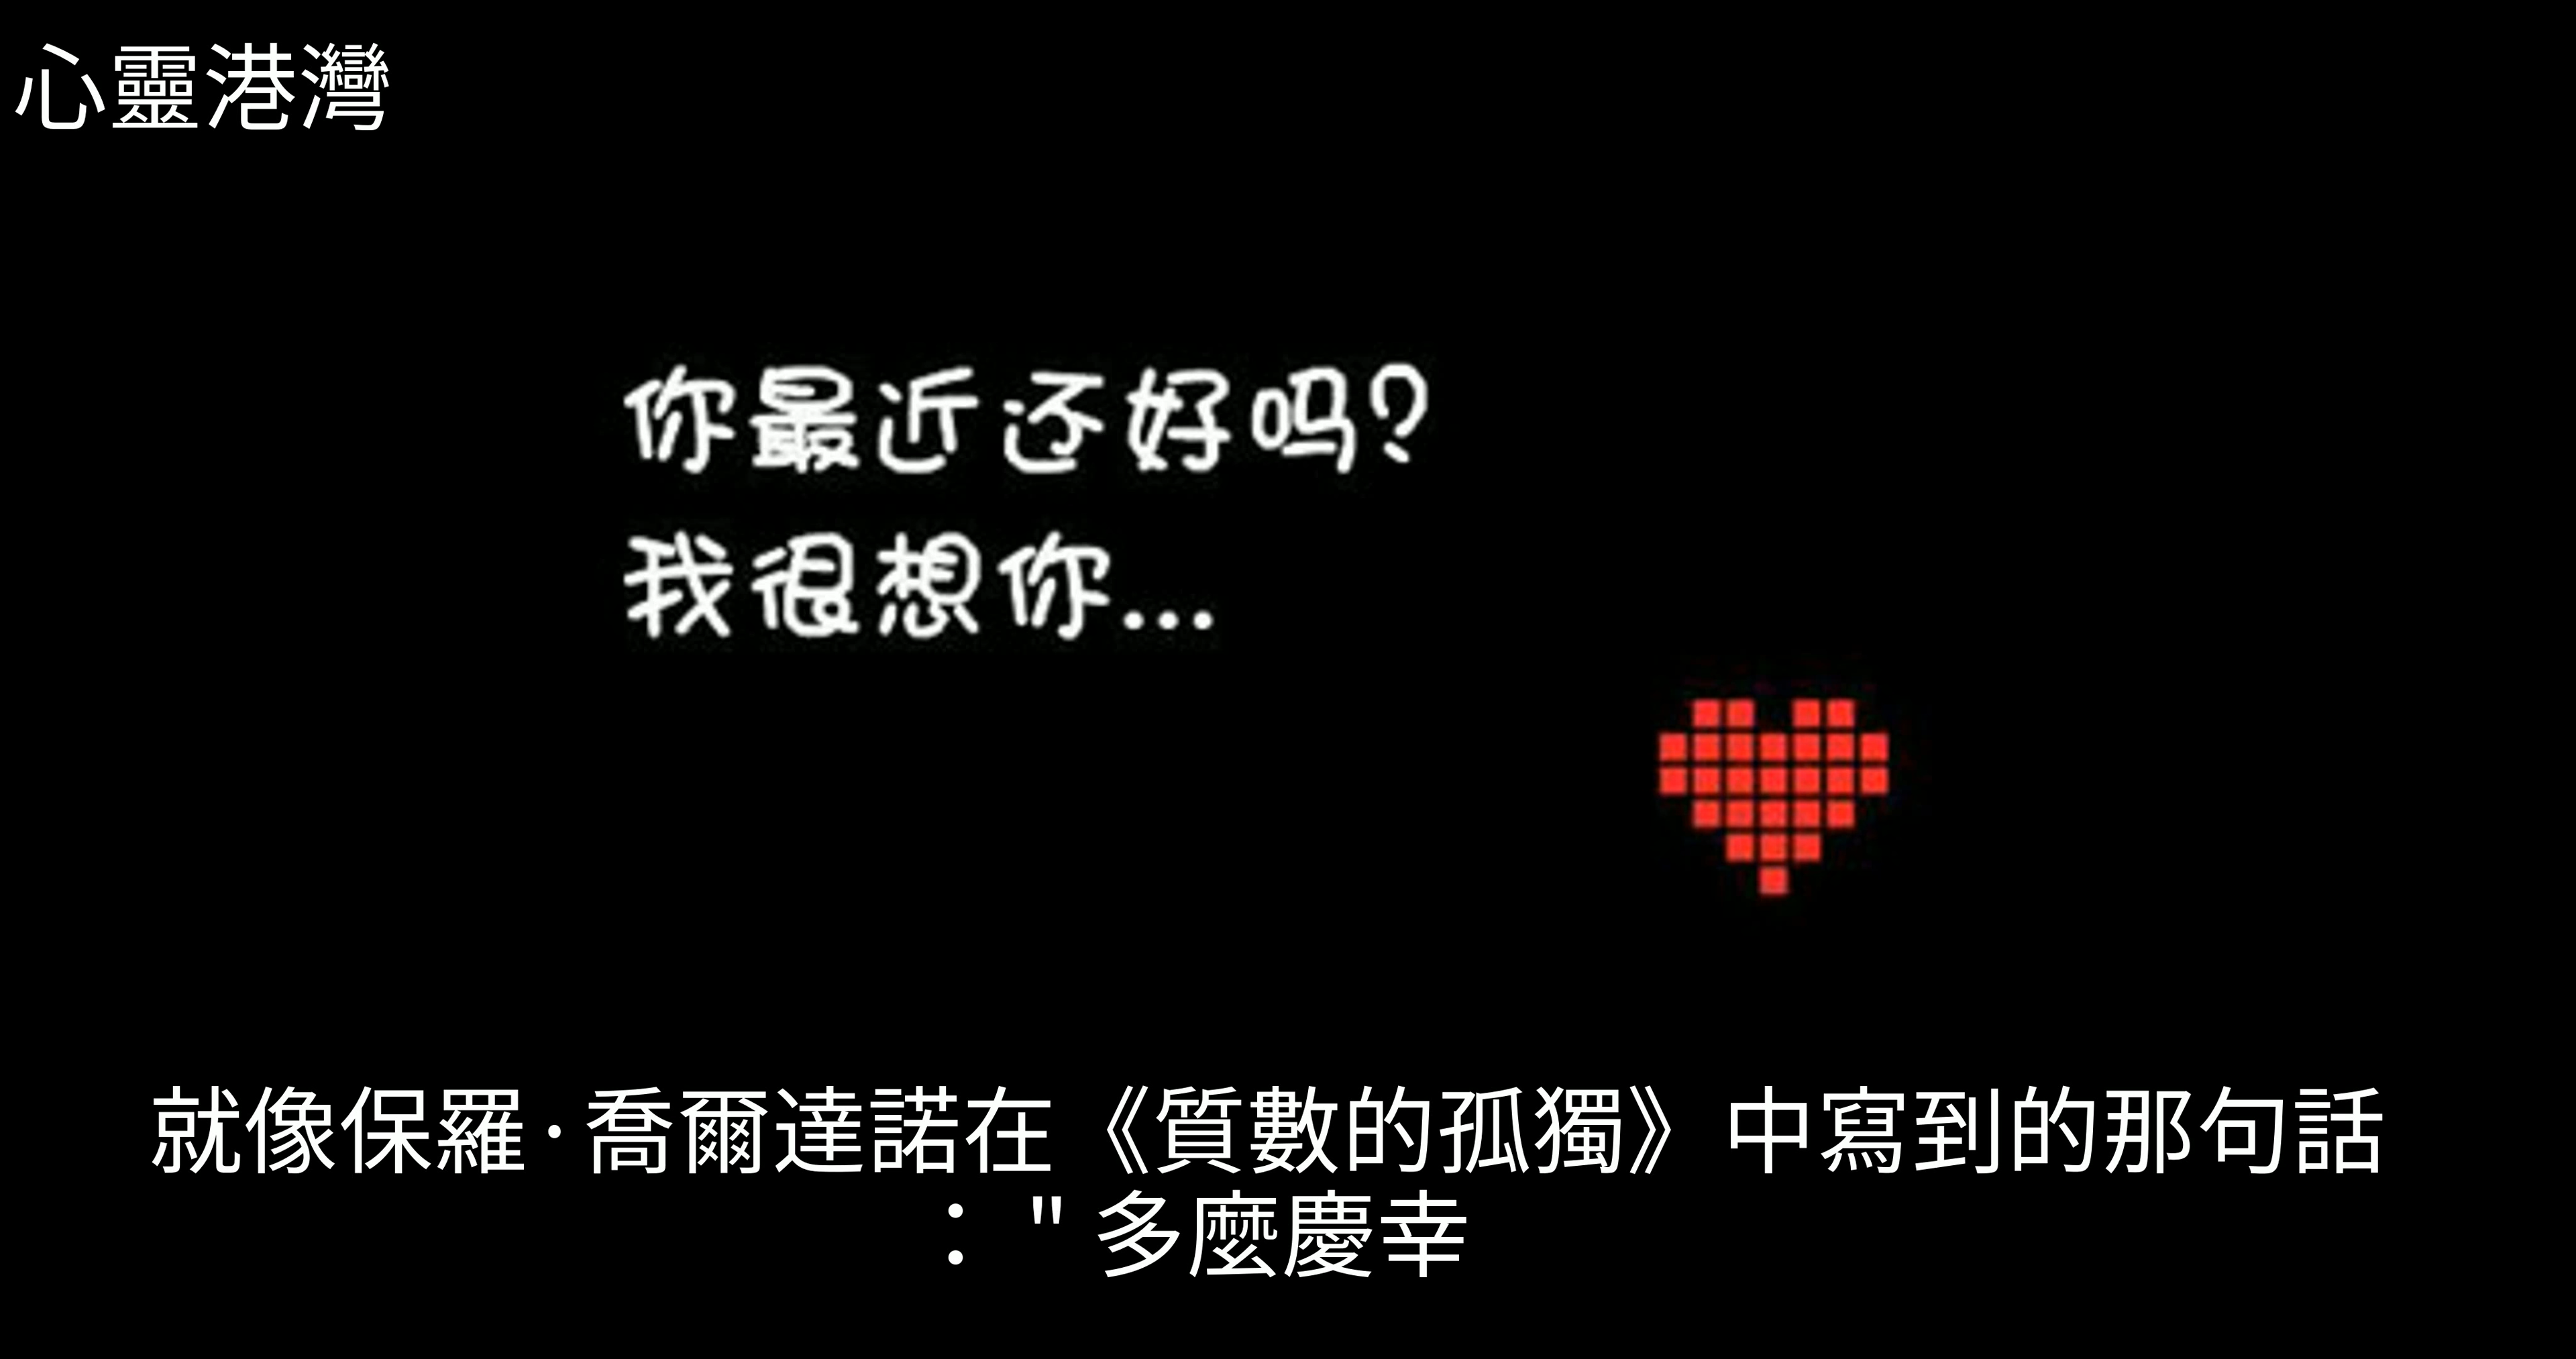 心靈港灣
你最近还好吗?
我很想你...
就像保羅·喬爾達諾在《質數的孤獨》中寫到的那句話
："多麼慶幸